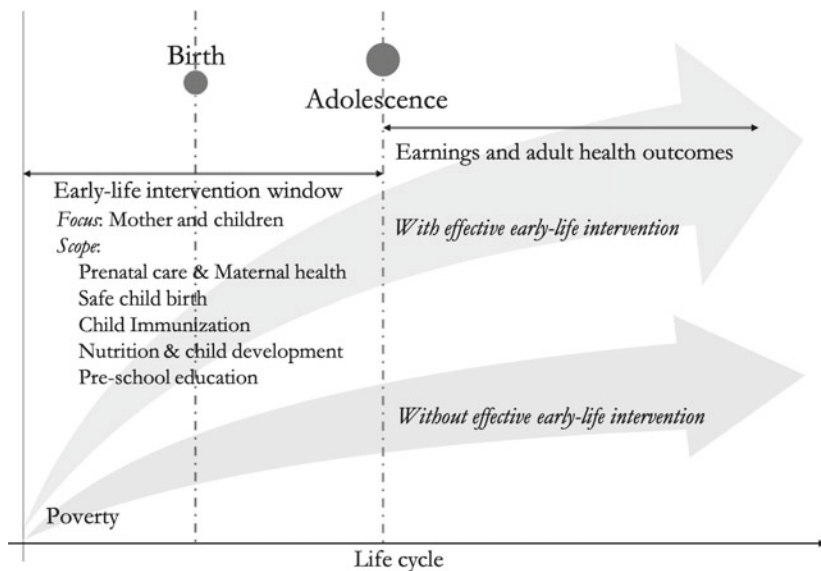 Birth
Adolescence
Earnings and adult health outcomes
Early-life intervention window
Focus: Mother and children
Scope:
Prenatal care & Maternal health
Safe child birth
Child Immunization
Nutrition & child development
Pre-school education
With effective early-life intervention
Without effective early-life intervention
Poverty
Life cycle